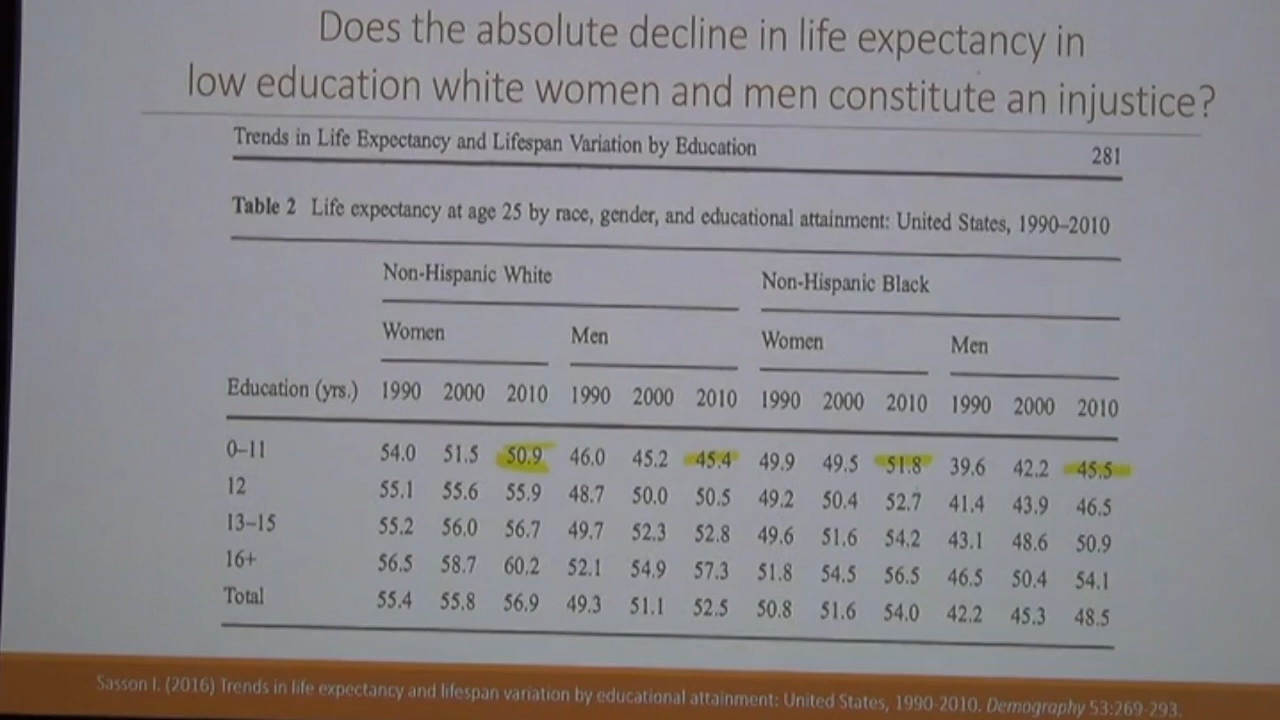 Does the absolute decline in life expectancy in
low education white women and men constitute an injustice?
Trends in Life Expectancy and Lifespan Variation by Education 281
Table 2 Life expectancy at age 25 by race, gender, and educational attainment: United States, 1990–2010
Non-Hispanic White Non-Hispanic Black
Women Men Women Men
Education (yrs.) 1990 2000 2010 1990 2000 2010 1990 2000 2010 1990 2000 2010
0–11 54.0 51.5 50.9 46.0 45.2 45.4 49.9 49.5 51.8 39.6 42.2 45.5
12 55.1 55.6 55.9 48.7 50.0 50.5 49.2 50.4 52.7 41.4 43.9 46.5
13–15 55.2 56.0 56.7 49.7 52.3 52.8 49.6 51.6 54.2 43.1 48.6 50.9
16+ 56.5 58.7 60.2 52.1 54.9 57.3 51.8 54.5 56.5 46.5 50.4 54.1
Total 55.4 55.8 56.9 49.3 51.1 52.5 50.8 51.6 54.0 42.2 45.3 48.5
Sasson I. (2016) Trends in life expectancy and lifespan variation by educational attainment: United States, 1990-2010. Demography 53:269-293.